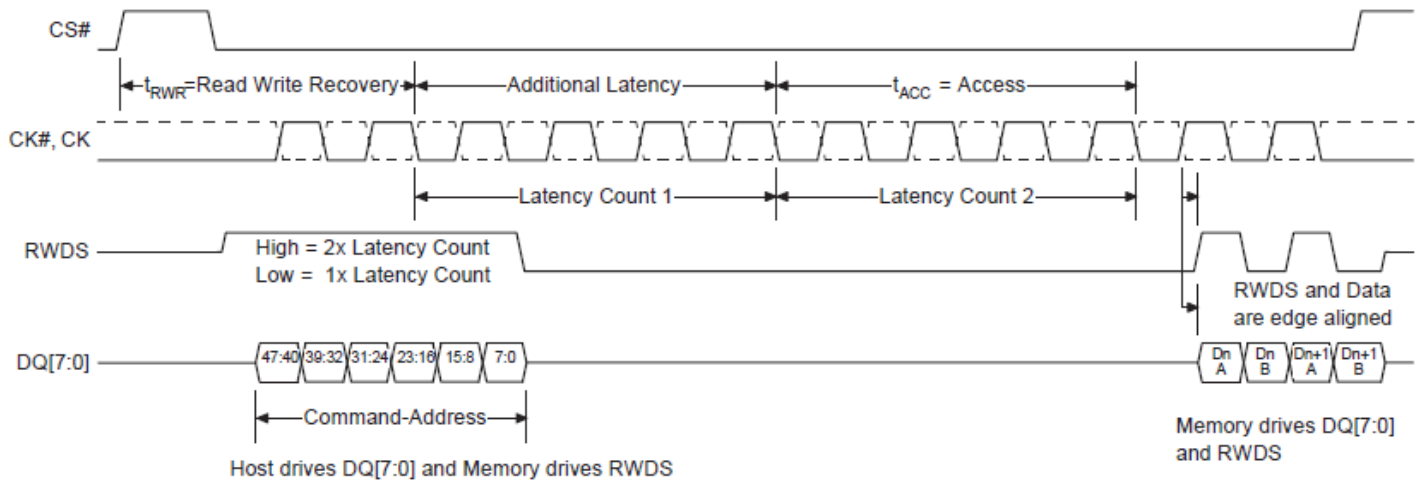 CS#
tRWR=Read Write Recovery
Additional Latency
tACC = Access
CK#, CK
Latency Count 1
Latency Count 2
RWDS
High = 2x Latency Count
Low = 1x Latency Count
RWDS and Data
are edge aligned
DQ[7:0]
47:40
39:32
31:24
23:16
15:8
7:0
Dn
A
Dn
B
Dn+1
A
Dn+1
B
Command-Address
Memory drives DQ[7:0]
and RWDS
Host drives DQ[7:0] and Memory drives RWDS